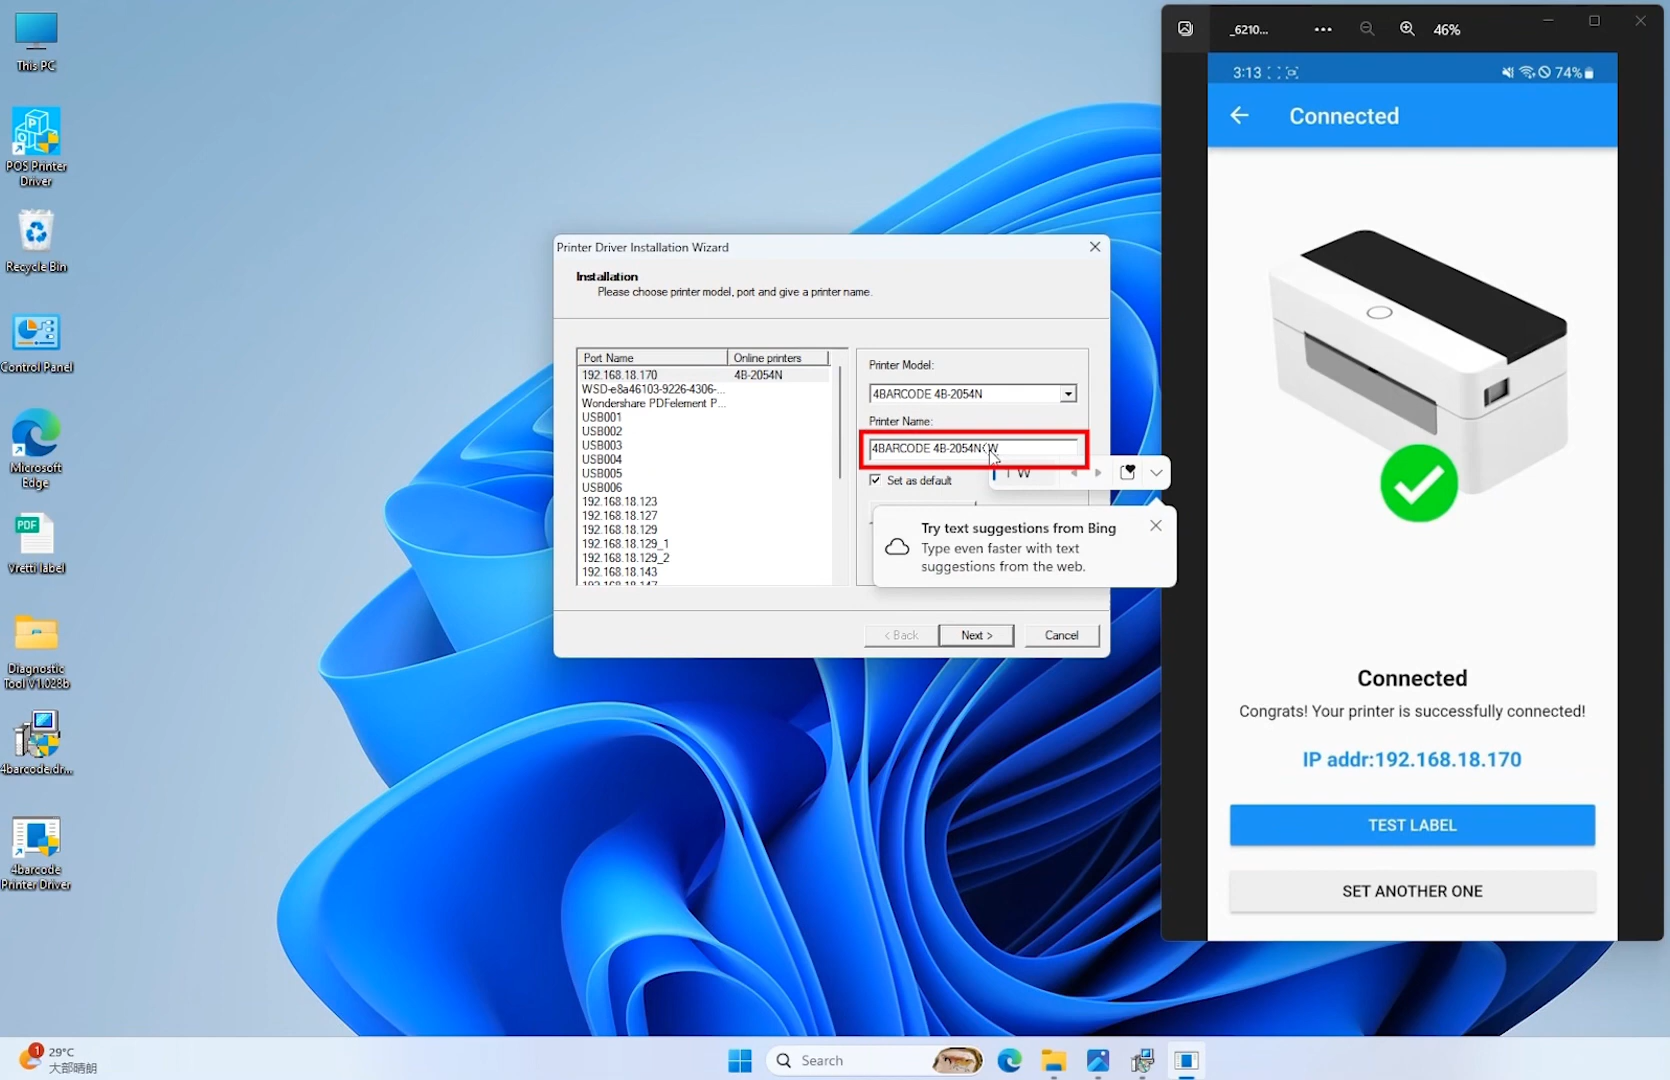 This PC
POS Printer
Driver
Recycle Bin
Control Panel
Microsoft
Edge
PDF
Vretti label
Diagnostic
Tool V1.028b
4barcode.dr...
4barcode
Printer Driver
Printer Driver Installation Wizard
Installation
Please choose printer model, port and give a printer name.
Port Name Online printers
192.168.18.170 4B-2054N
WSD-e8a46103-9226-4306-...
Wondershare PDFelement P...
USB001
USB002
USB003
USB004
USB005
USB006
192.168.18.123
192.168.18.127
192.168.18.129
192.168.18.129_1
192.168.18.129_2
192.168.18.143
192.168.18.147
Printer Model:
4BARCODE 4B-2054N
Printer Name:
4BARCODE 4B-2054N(W
Set as default
W
Try text suggestions from Bing
Type even faster with text
suggestions from the web.
< Back
Next >
Cancel
_6210...
46%
3:13
74%
Connected
Connected
Congrats! Your printer is successfully connected!
IP addr:192.168.18.170
TEST LABEL
SET ANOTHER ONE
1
29°C
大部晴朗
Search